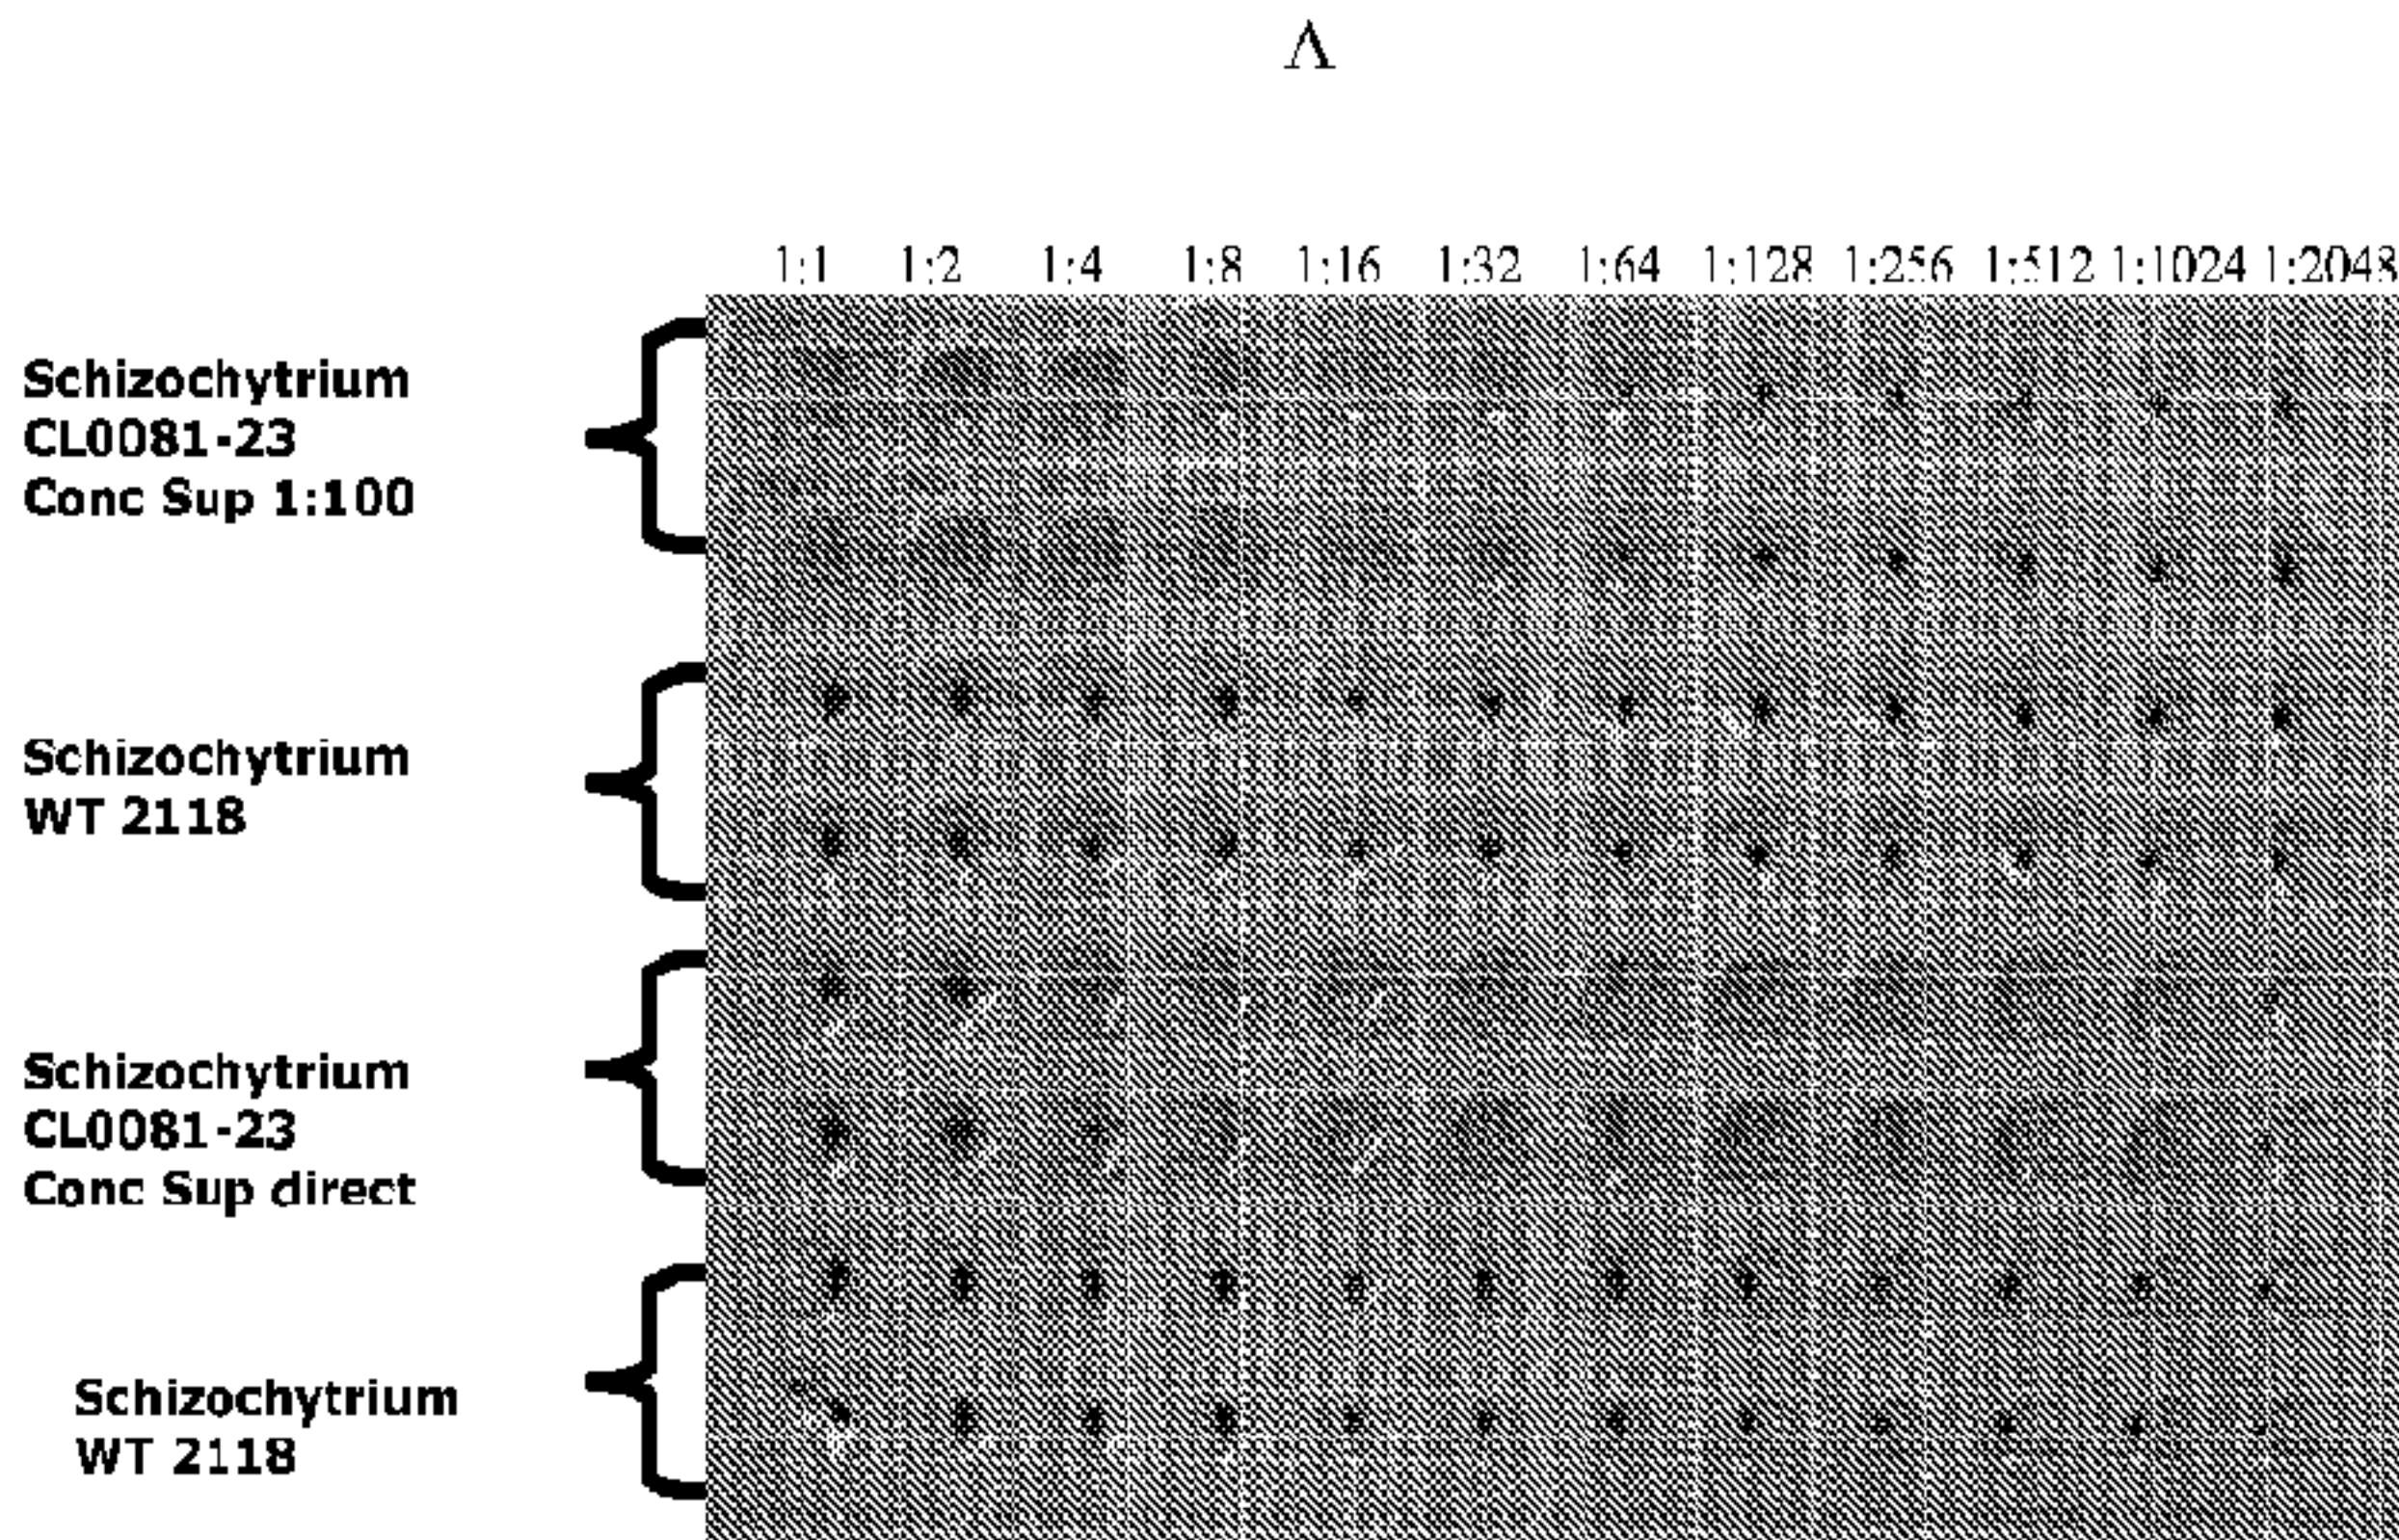 A
1:1 1:2 1:4 1:8 1:16 1:32 1:64 1:128 1:256 1:512 1:1024 1:2048
Schizochytrium
CL0081-23
Conc Sup 1:100
Schizochytrium
WT 2118
Schizochytrium
CL0081-23
Conc Sup direct
Schizochytrium
WT 2118